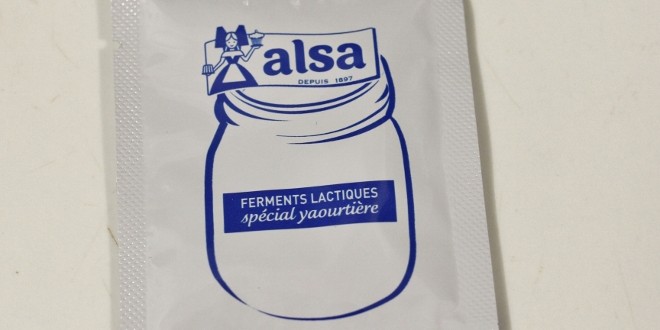 alsa
DEPUIS 1897
FERMENTS LACTIQUES
spécial yaourtière